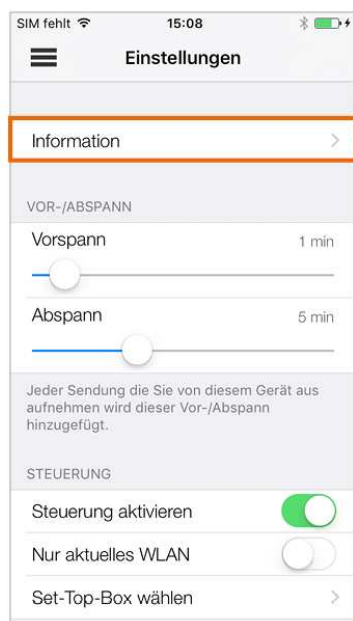 SIM fehlt 15:08
Einstellungen
Information
VOR-/ABSPANN
Vorspann 1 min
Abspann 5 min
Jeder Sendung die Sie von diesem Gerät aus
aufnehmen wird dieser Vor-/Abspann
hinzugefügt.
STEUERUNG
Steuerung aktivieren
Nur aktuelles WLAN
Set-Top-Box wählen